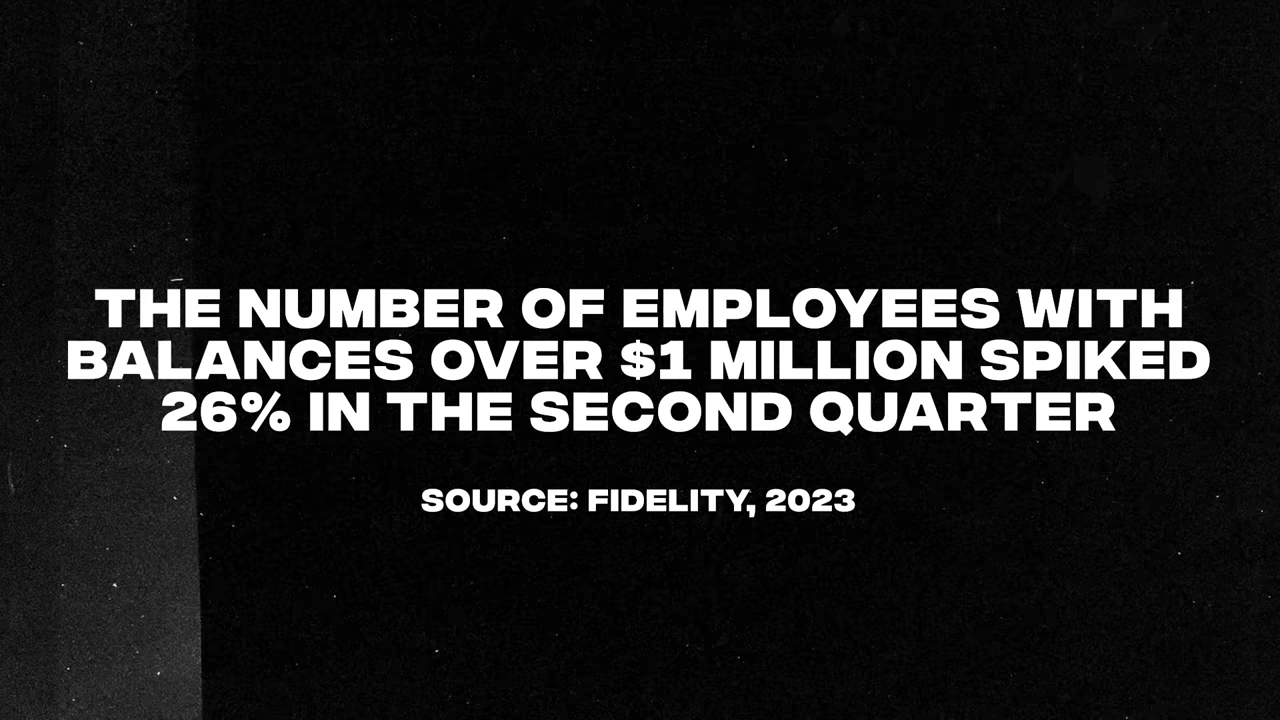 THE NUMBER OF EMPLOYEES WITH
BALANCES OVER $1 MILLION SPIKED
26% IN THE SECOND QUARTER
SOURCE: FIDELITY, 2023